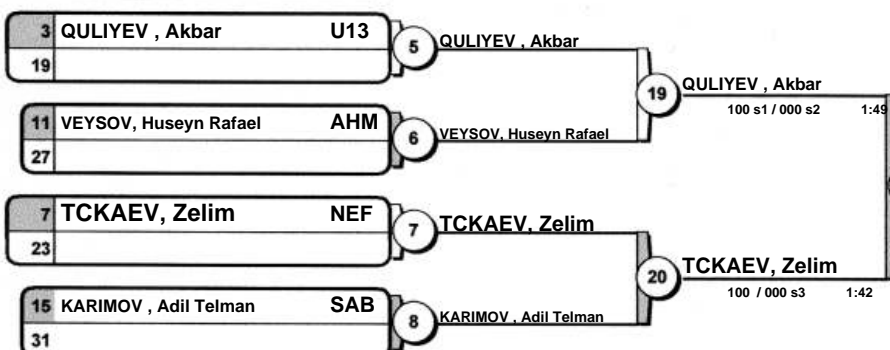 3 QULIYEV , Akbar U13
19
5
QULIYEV , Akbar
11 VEYSOV, Huseyn Rafael AHM
27
6
VEYSOV, Huseyn Rafael
19
QULIYEV , Akbar
100 s1 / 000 s2 1:49
7 TCKAEV, Zelim NEF
23
7
TCKAEV, Zelim
15 KARIMOV , Adil Telman SAB
31
8
KARIMOV , Adil Telman
20
TCKAEV, Zelim
100 / 000 s3 1:42